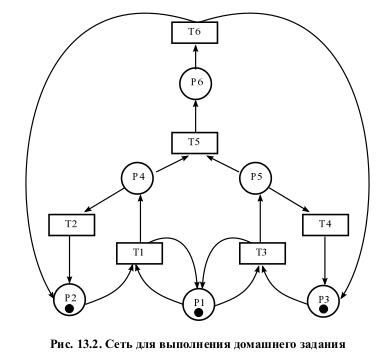 T6
P6
T5
P4
P5
T2
T4
T1
T3
P2
P1
P3
Рис. 13.2. Сеть для выполнения домашнего задания